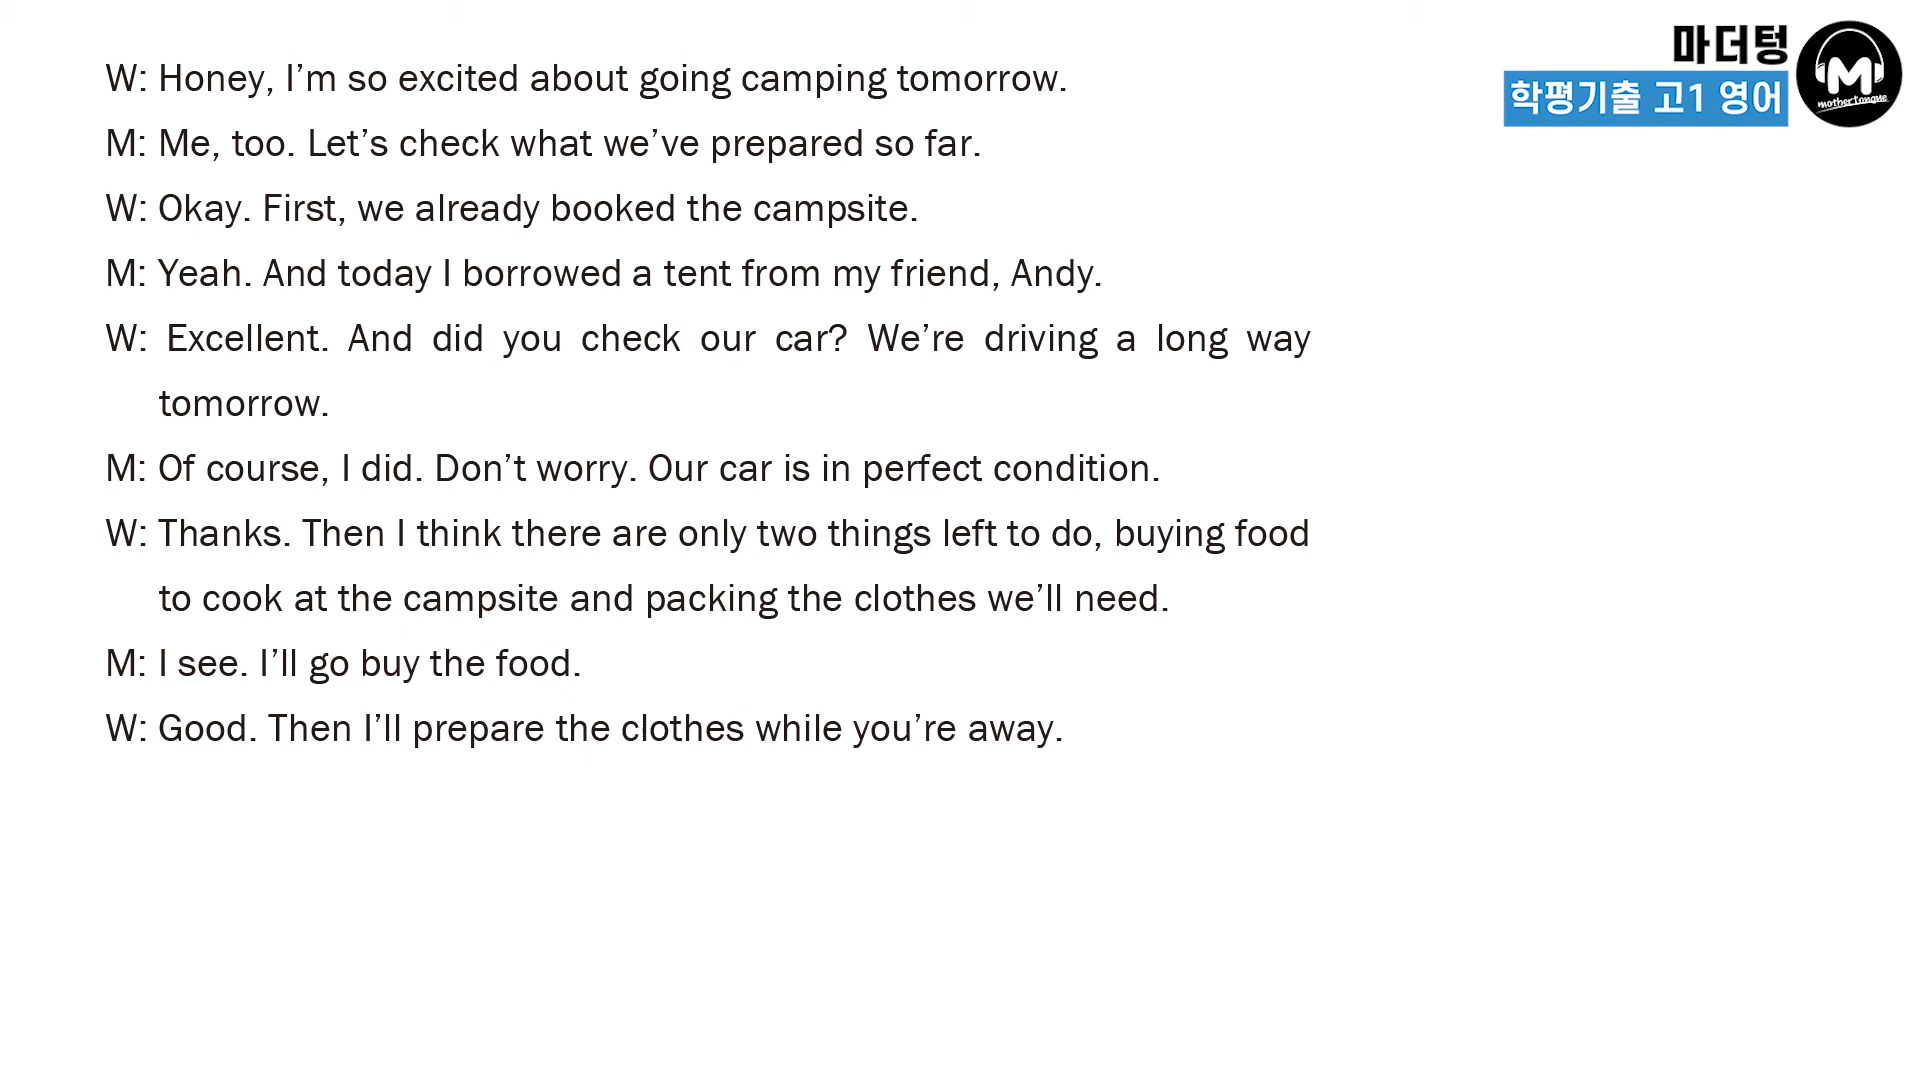 마더텅
학평기출 고1 영어
M
mothertongue
W: Honey, I’m so excited about going camping tomorrow.
M: Me, too. Let’s check what we’ve prepared so far.
W: Okay. First, we already booked the campsite.
M: Yeah. And today I borrowed a tent from my friend, Andy.
W: Excellent. And did you check our car? We’re driving a long way
tomorrow.
M: Of course, I did. Don’t worry. Our car is in perfect condition.
W: Thanks. Then I think there are only two things left to do, buying food
to cook at the campsite and packing the clothes we’ll need.
M: I see. I’ll go buy the food.
W: Good. Then I’ll prepare the clothes while you’re away.